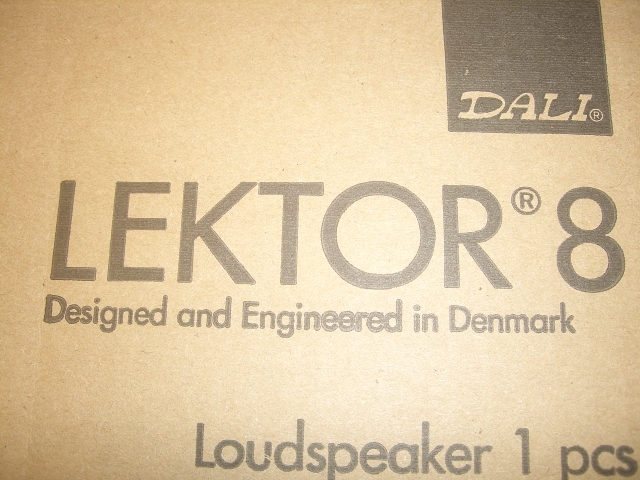 DALI®
LEKTOR® 8
Designed and Engineered in Denmark
Loudspeaker 1 pcs